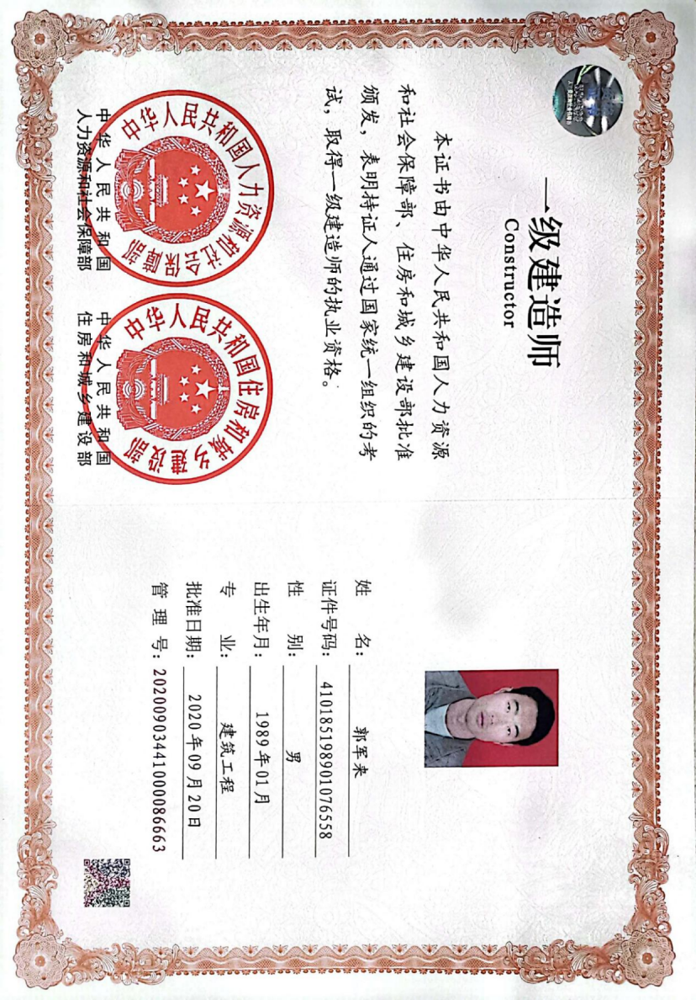 一级建造师
Constructor
本证书由中华人民共和国人力资源
和社会保障部、住房和城乡建设部批准
颁发，表明持证人通过国家统一组织的考
试，取得一级建造师的执业资格。
中华人民共和国人力资源和社会保障部
中华人民共和国
人力资源和社会保障部
中华人民共和国住房和城乡建设部
中华人民共和国
住房和城乡建设部
姓 名： 郭军来
证件号码： 410185198901076558
性 别： 男
出生年月： 1989年01月
专 业： 建筑工程
批准日期： 2020年09月20日
管 理 号： 20200903441000086663